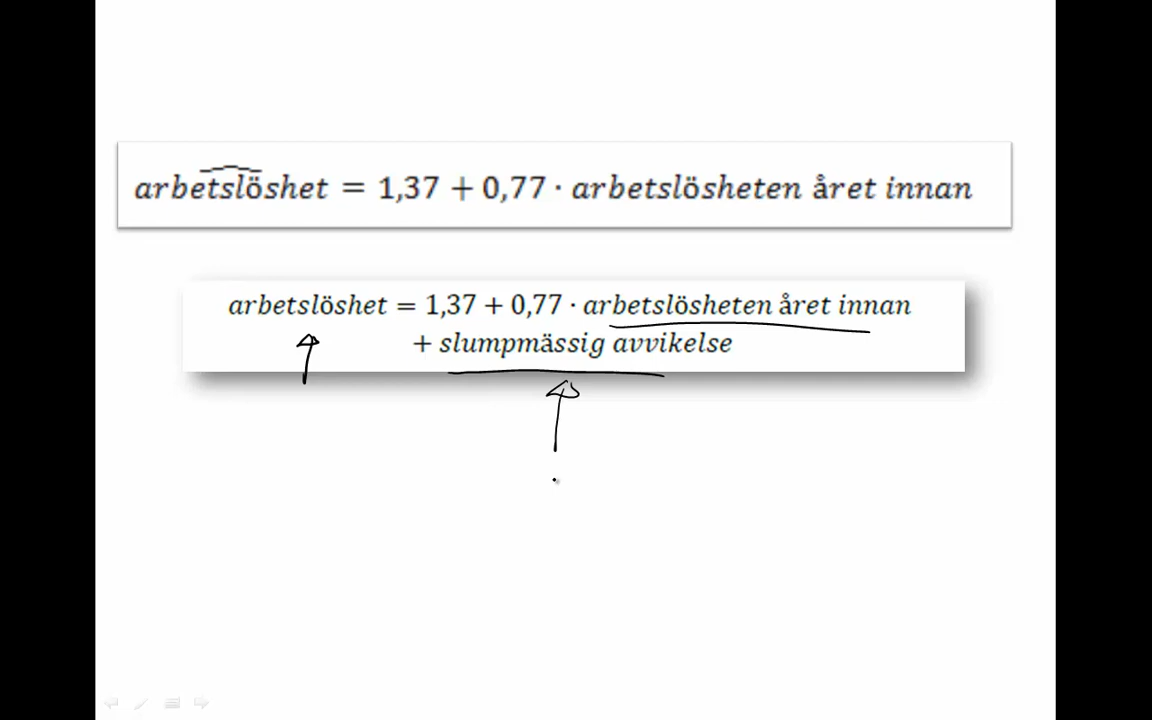 arbetslöshet = 1,37 + 0,77 · arbetslösheten året innan
arbetslöshet = 1,37 + 0,77 · arbetslösheten året innan
+ slumpmässig avvikelse